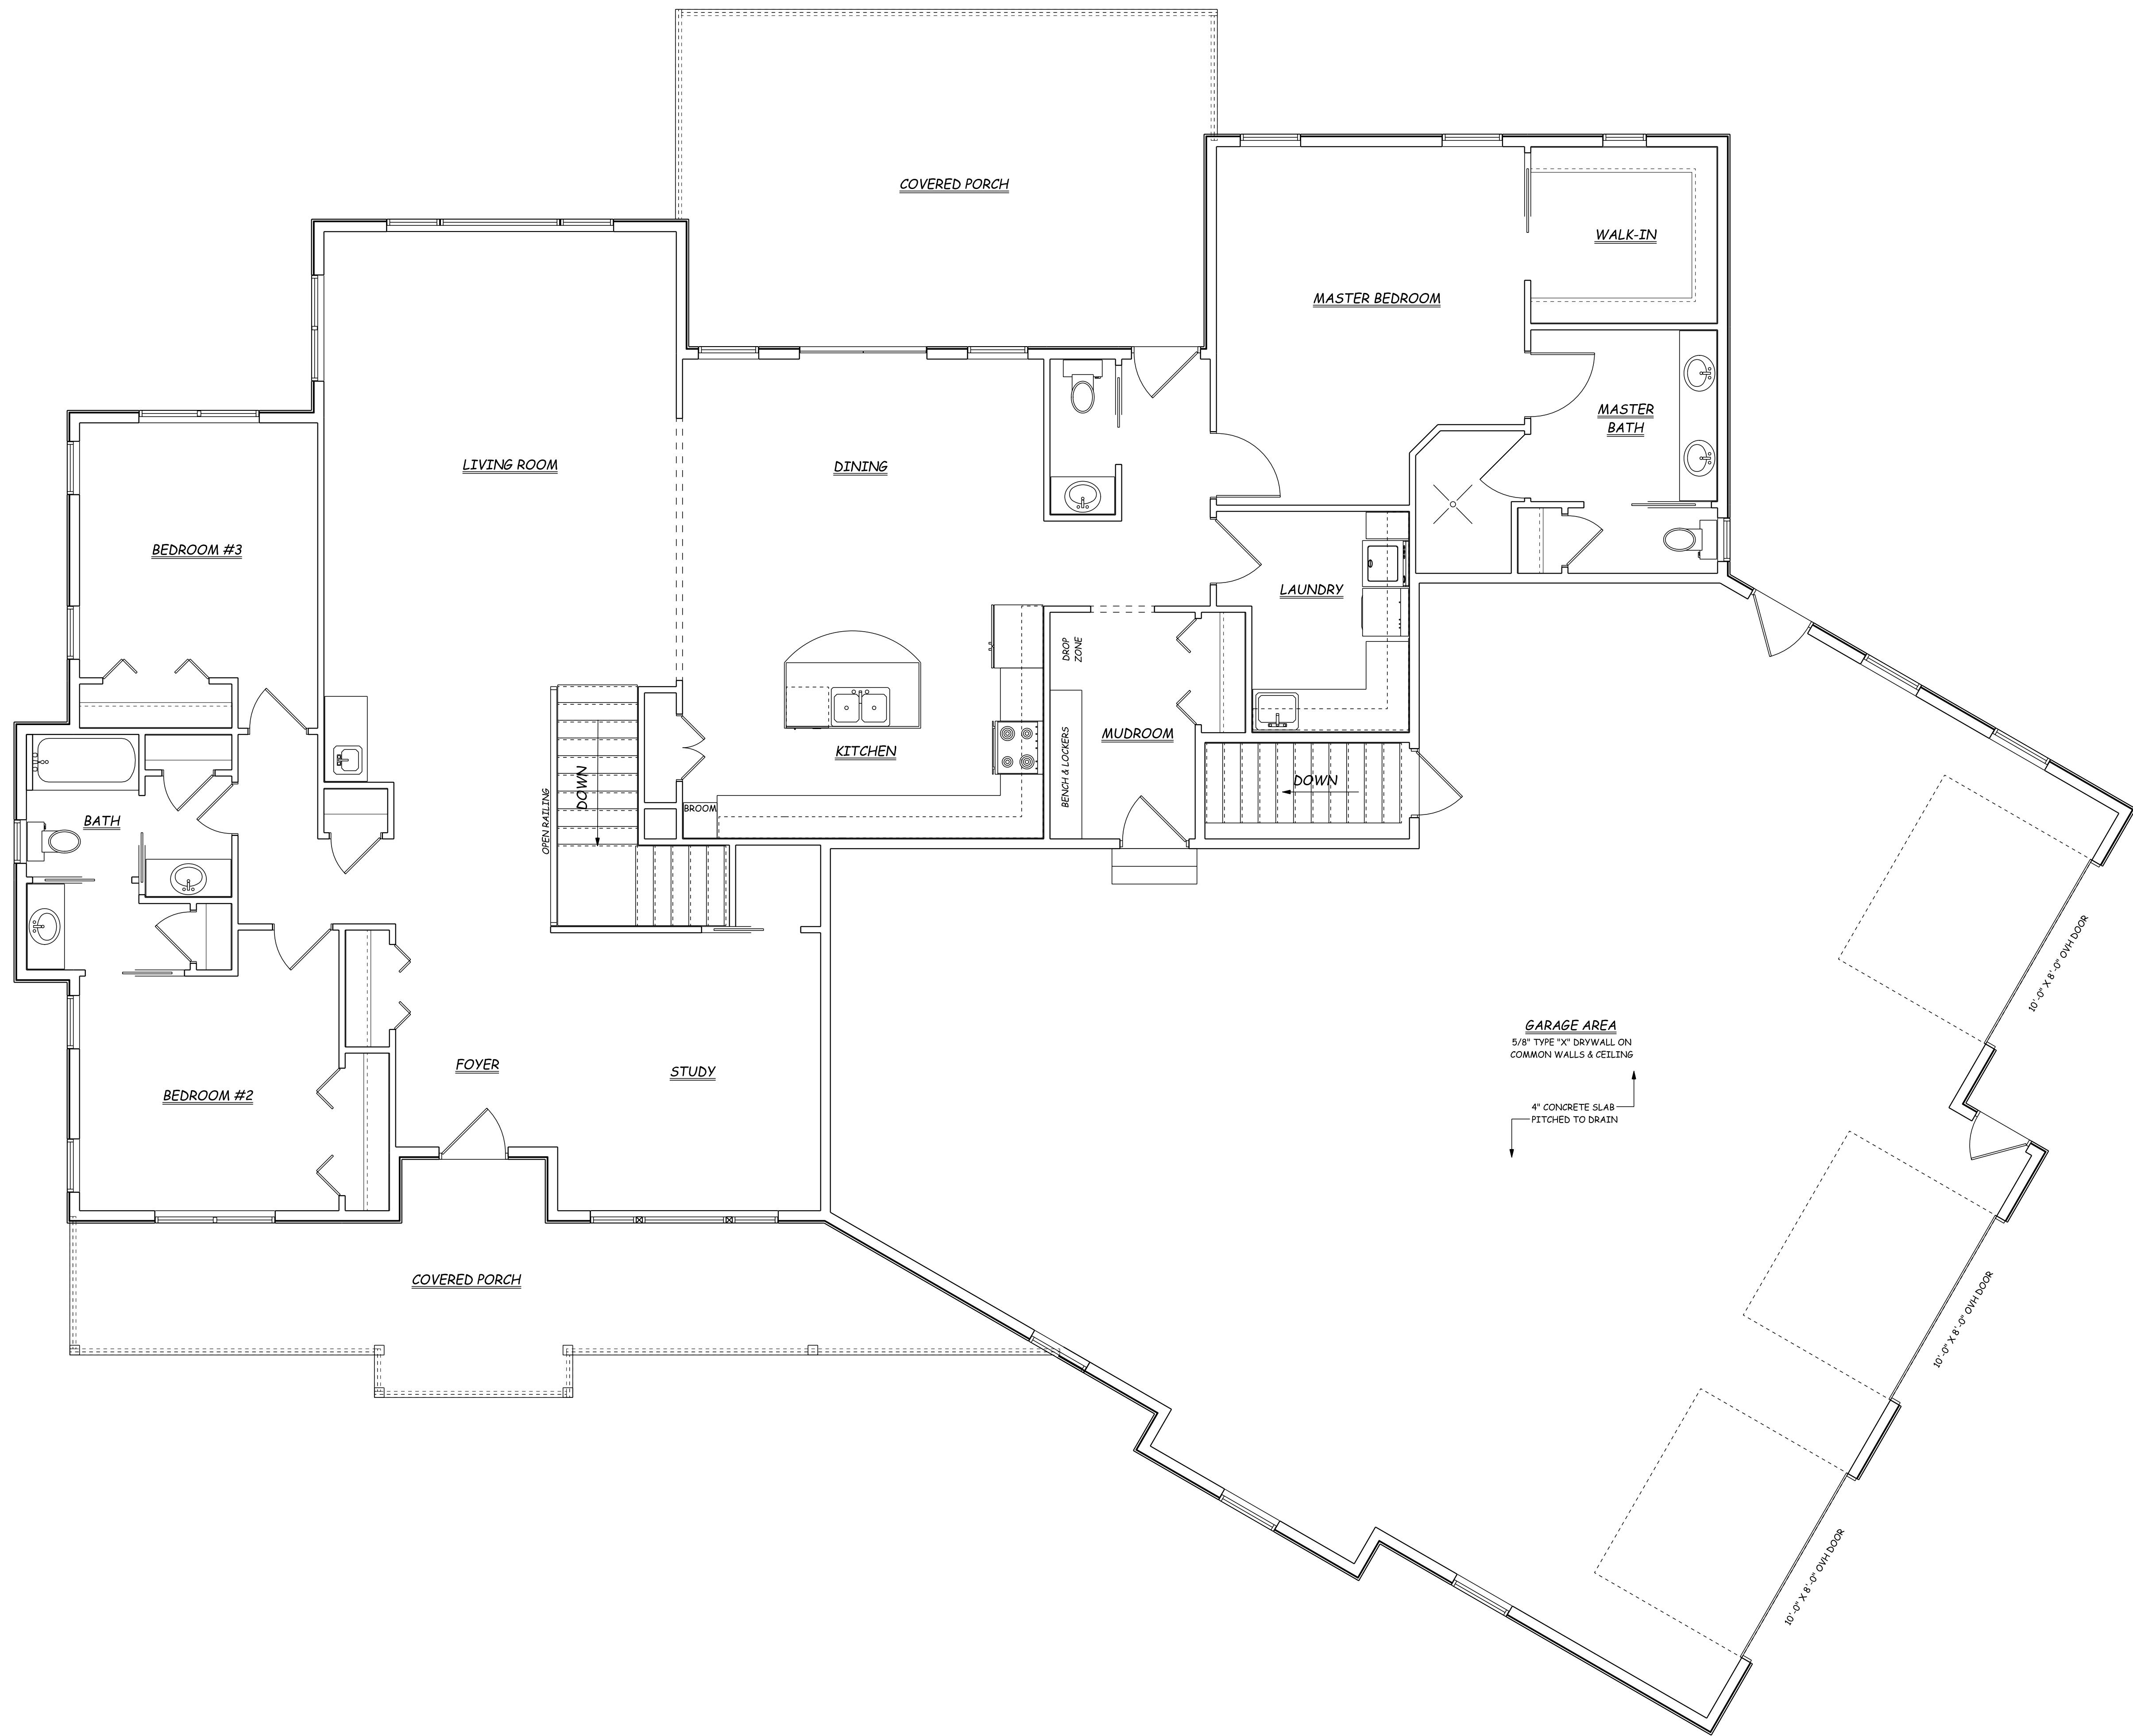 COVERED PORCH
WALK-IN
MASTER BEDROOM
MASTER
BATH
LIVING ROOM
DINING
BEDROOM #3
LAUNDRY
DROP
ZONE
MUDROOM
KITCHEN
BENCH & LOCKERS
DOWN
DOWN
BROOM
OPEN RAILING
BATH
10'-0" X 8'-0" OVH DOOR
GARAGE AREA
5/8" TYPE "X" DRYWALL ON
COMMON WALLS & CEILING
FOYER
STUDY
BEDROOM #2
4" CONCRETE SLAB
PITCHED TO DRAIN
COVERED PORCH
10'-0" X 8'-0" OVH DOOR
10'-0" X 8'-0" OVH DOOR